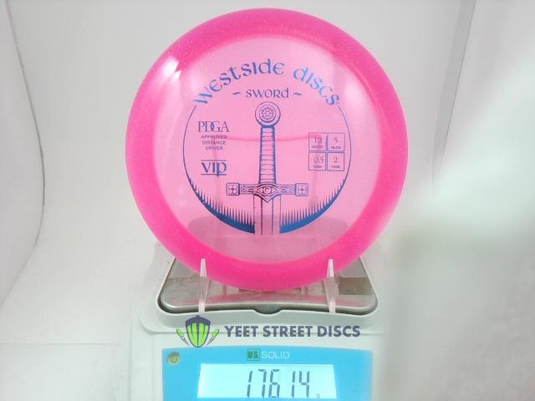 Westside Discs
~ SWORD ~
PDGA
APPROVED
DISTANCE
DRIVER
VIP
12 5
-0.5 2
YEET STREET DISCS
US SOLID
176.14